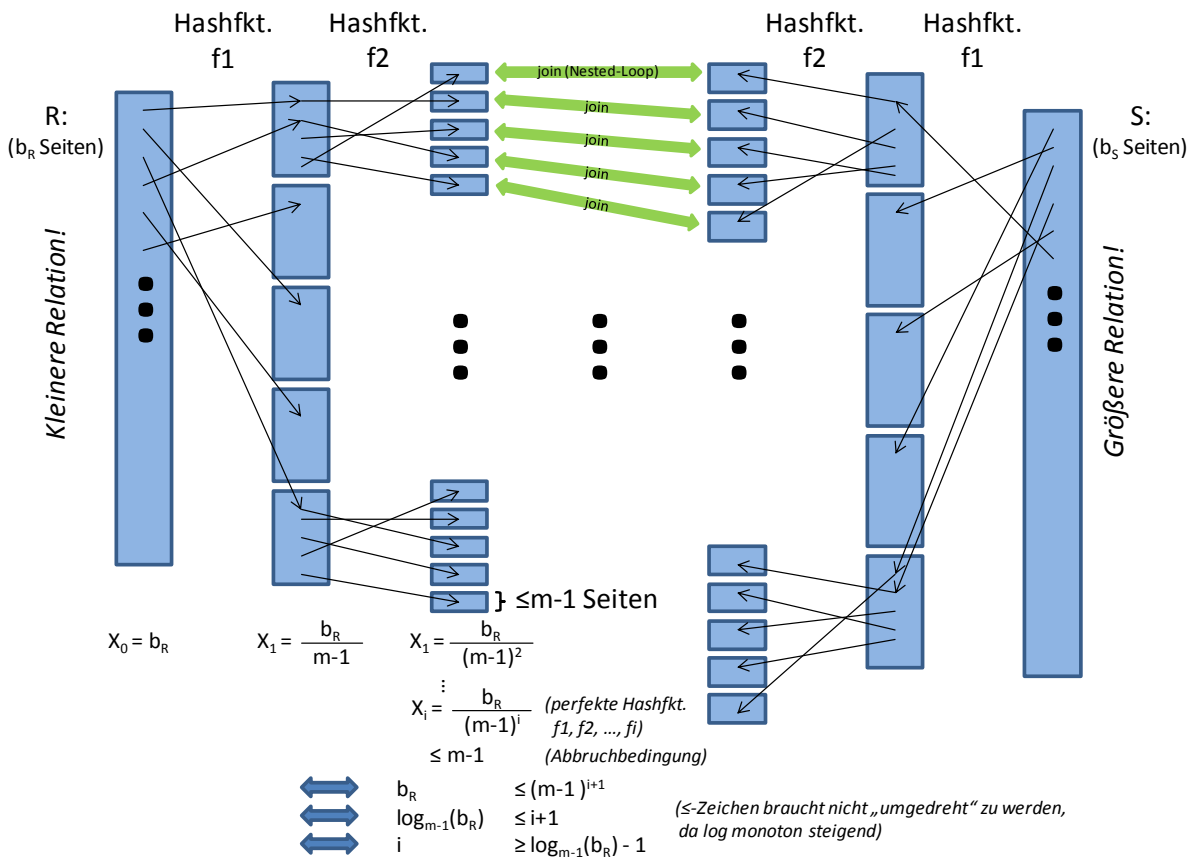 Hashfkt.
f1
Hashfkt.
f2
Hashfkt.
f2
Hashfkt.
f1
R:
(bR Seiten)
Kleinere Relation!
join (Nested-Loop)
join
join
join
join
S:
(bS Seiten)
Größere Relation!
} ≤m-1 Seiten
X0 = bR
X1 = bR / m-1
X1 = bR / (m-1)²
⋮
Xi = bR / (m-1)^i (perfekte Hashfkt.
f1, f2, ..., fi)
≤ m-1 (Abbruchbedingung)
bR ≤ (m-1 )^i+1
logm-1(bR) ≤ i+1
i ≥ logm-1(bR) - 1
(≤-Zeichen braucht nicht „umgedreht“ zu werden,
da log monoton steigend)